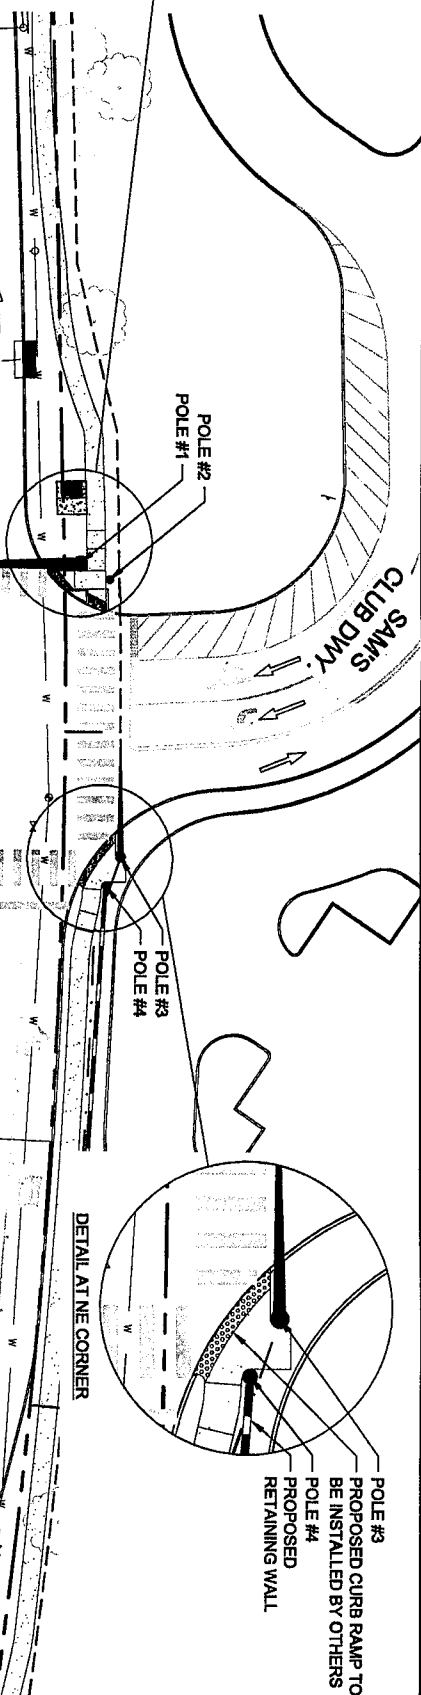 SAM'S
CLUB DWY.
POLE #2
POLE #1
POLE #3
POLE #4
POLE #3
PROPOSED CURB RAMP TO
BE INSTALLED BY OTHERS
POLE #4
PROPOSED
RETAINING WALL
DETAIL AT NE CORNER
W
W
W
W
W
W
W
W
W
W
W